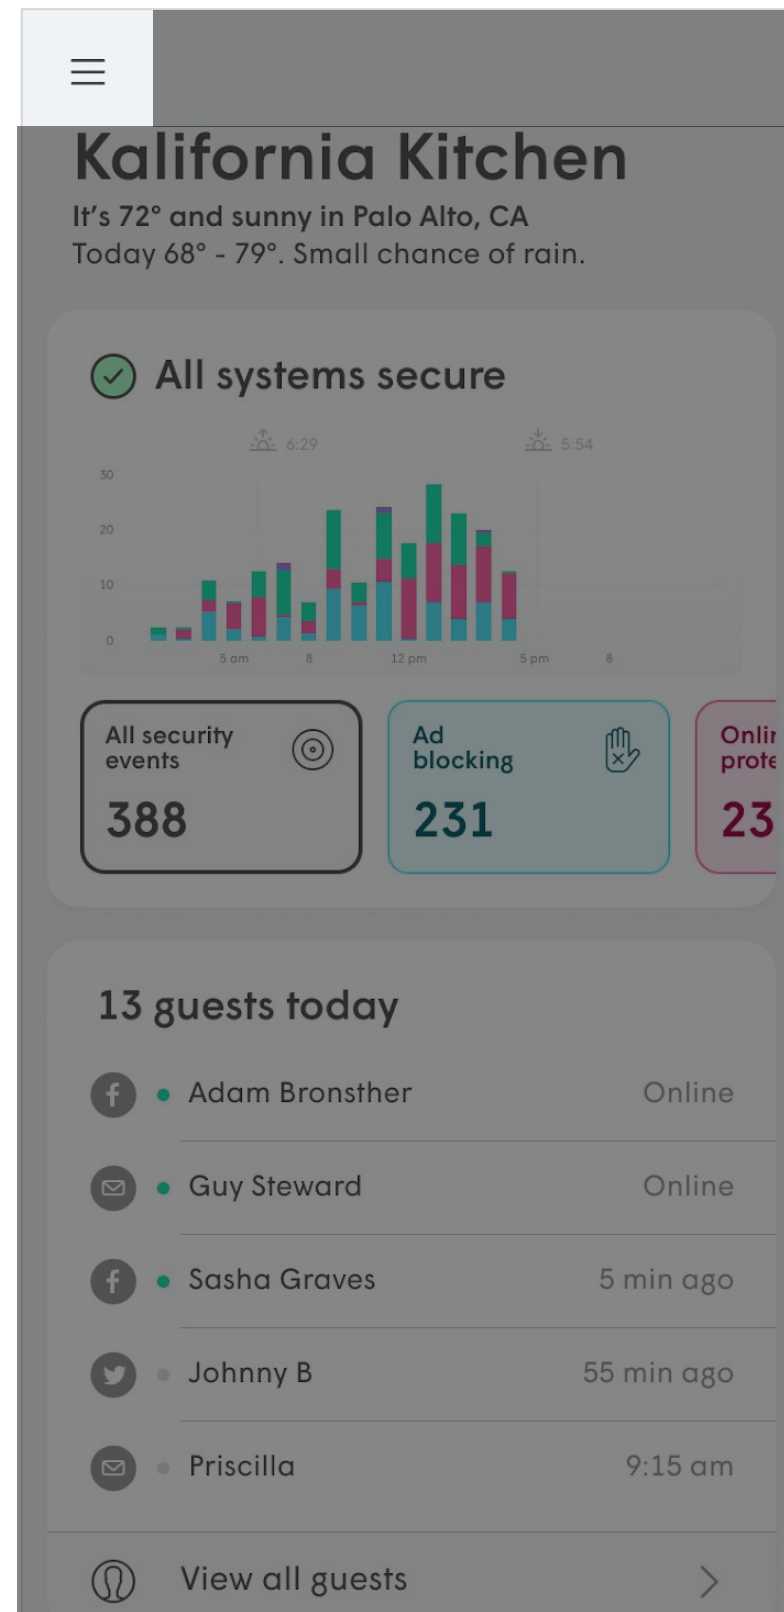 Kalifornia Kitchen
It's 72° and sunny in Palo Alto, CA
Today 68° - 79°. Small chance of rain.
All systems secure
6:29
5:54
30
20
10
0
5 am 8 12 pm 5 pm 8
All security
events
388
Ad
blocking
231
Onlin
prote
23
13 guests today
Adam Bronsther Online
Guy Steward Online
Sasha Graves 5 min ago
Johnny B 55 min ago
Priscilla 9:15 am
View all guests